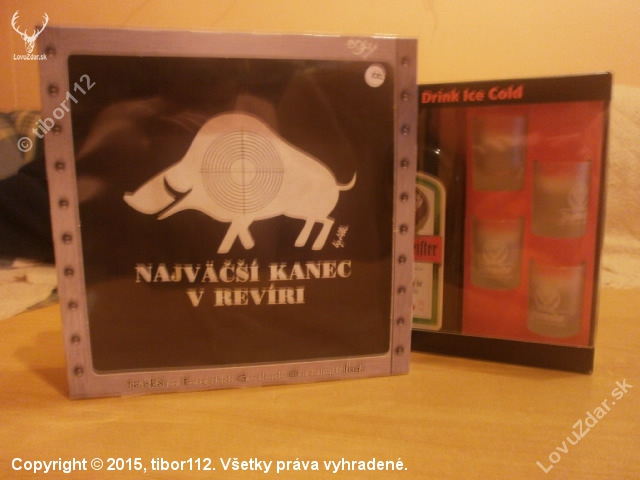 LovuZdar.sk
© tibor112
Drink Ice Cold
NAJVÄČŠÍ KANEC
V REVÍRI
LovuZdar.sk
Copyright © 2015, tibor112. Všetky práva vyhradené.